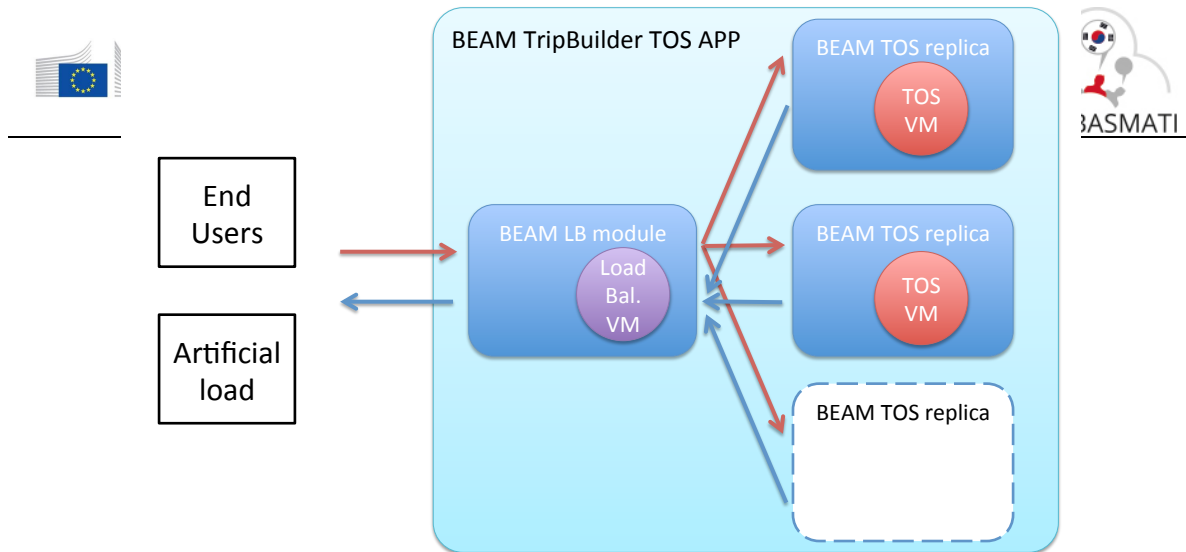 BEAM TripBuilder TOS APP
BEAM TOS replica
TOS
VM
BASMATI
End
Users
BEAM LB module
Load
Bal.
VM
BEAM TOS replica
TOS
VM
Artificial
load
BEAM TOS replica